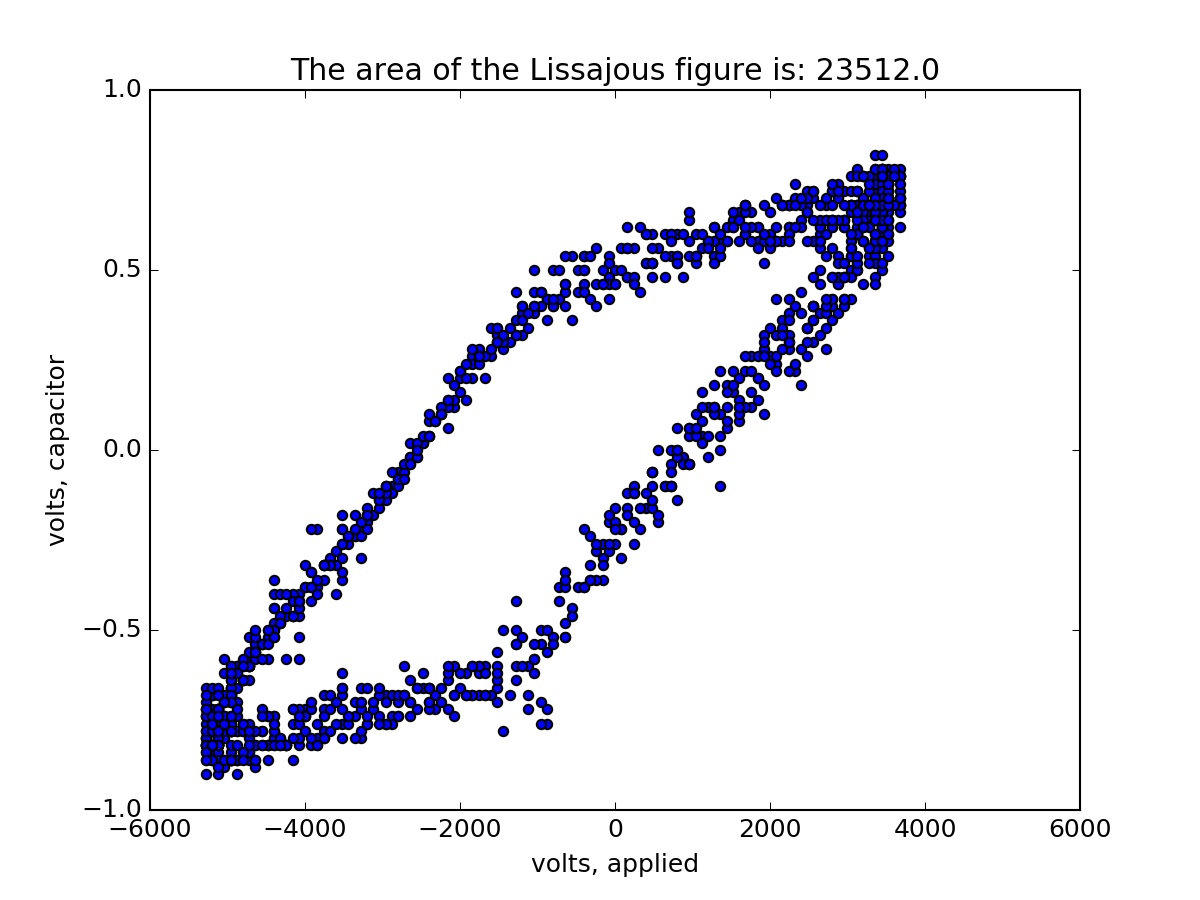 The area of the Lissajous figure is: 23512.0
1.0
0.5
0.0
−0.5
−1.0
−6000 −4000 −2000 0 2000 4000 6000
volts, capacitor
volts, applied